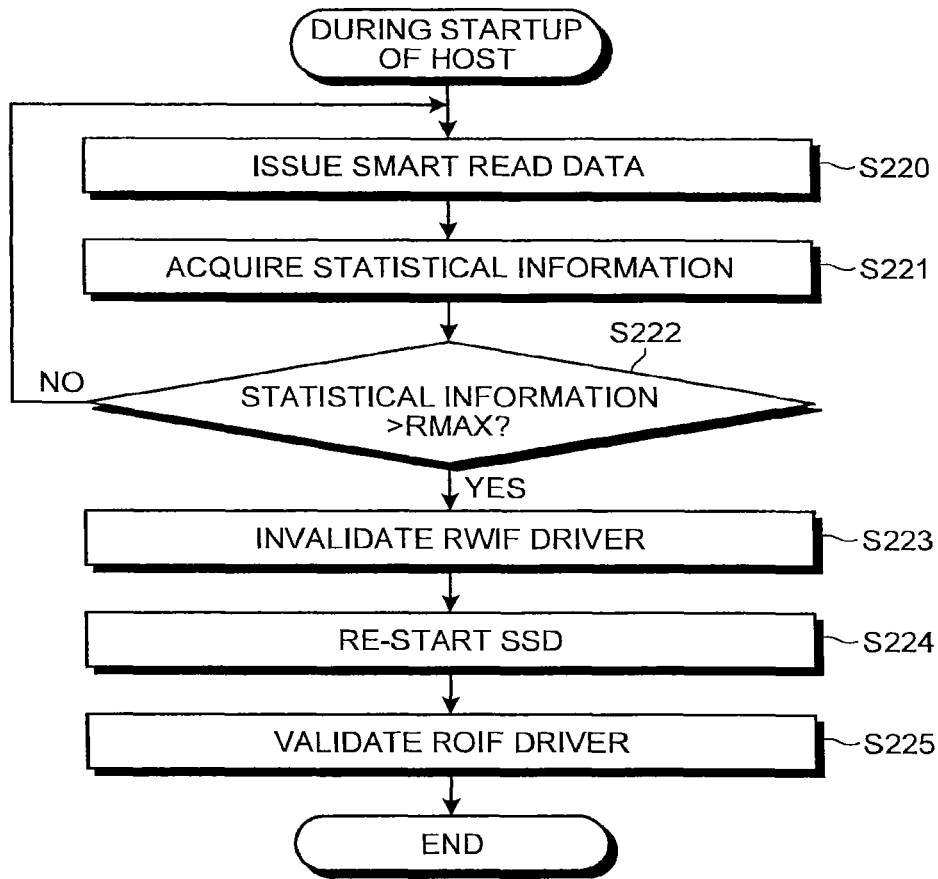 DURING STARTUP
OF HOST
ISSUE SMART READ DATA
S220
ACQUIRE STATISTICAL INFORMATION
S221
S222
NO
STATISTICAL INFORMATION
>RMAX?
YES
INVALIDATE RWIF DRIVER
S223
RE-START SSD
S224
VALIDATE ROIF DRIVER
S225
END